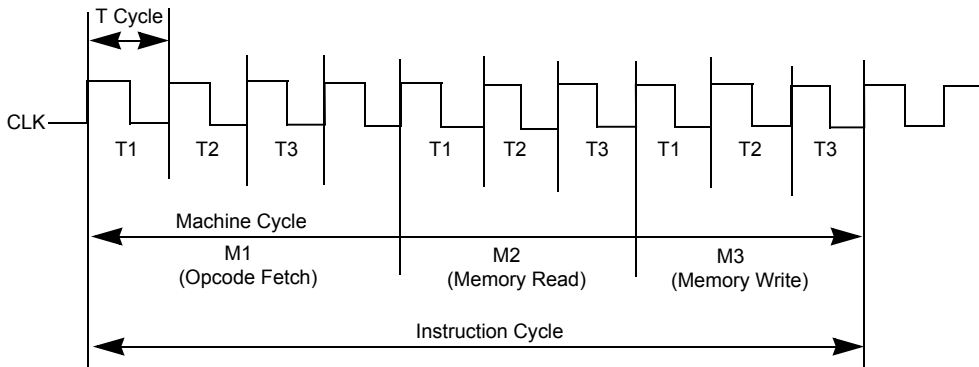 T Cycle
CLK
T1 T2 T3 T1 T2 T3 T1 T2 T3
Machine Cycle
M1 M2 M3
(Opcode Fetch) (Memory Read) (Memory Write)
Instruction Cycle